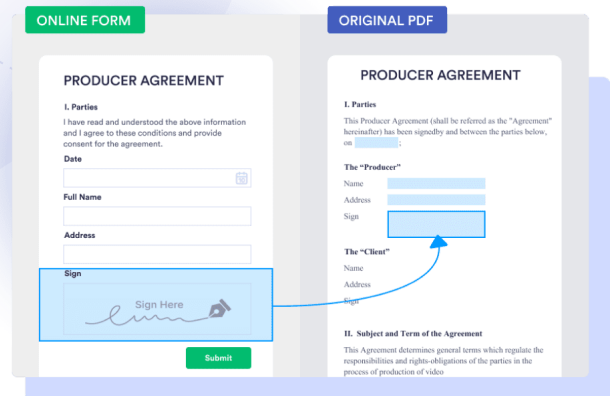 ONLINE FORM
PRODUCER AGREEMENT
I. Parties
I have read and understood the above information
and I agree to these conditions and provide
consent for the agreement.
Date
Full Name
Address
Sign
Sign Here
Submit
ORIGINAL PDF
PRODUCER AGREEMENT
I. Parties
This Producer Agreement (shall be referred as the "Agreement"
hereinafter) has been signedby and between the parties below,
on ;
The “Producer”
Name
Address
Sign
The “Client”
Name
Address
Sign
II. Subject and Term of the Agreement
This Agreement determines general terms which regulate the
responsibilities and rights-obligations of the parties in the
process of production of video